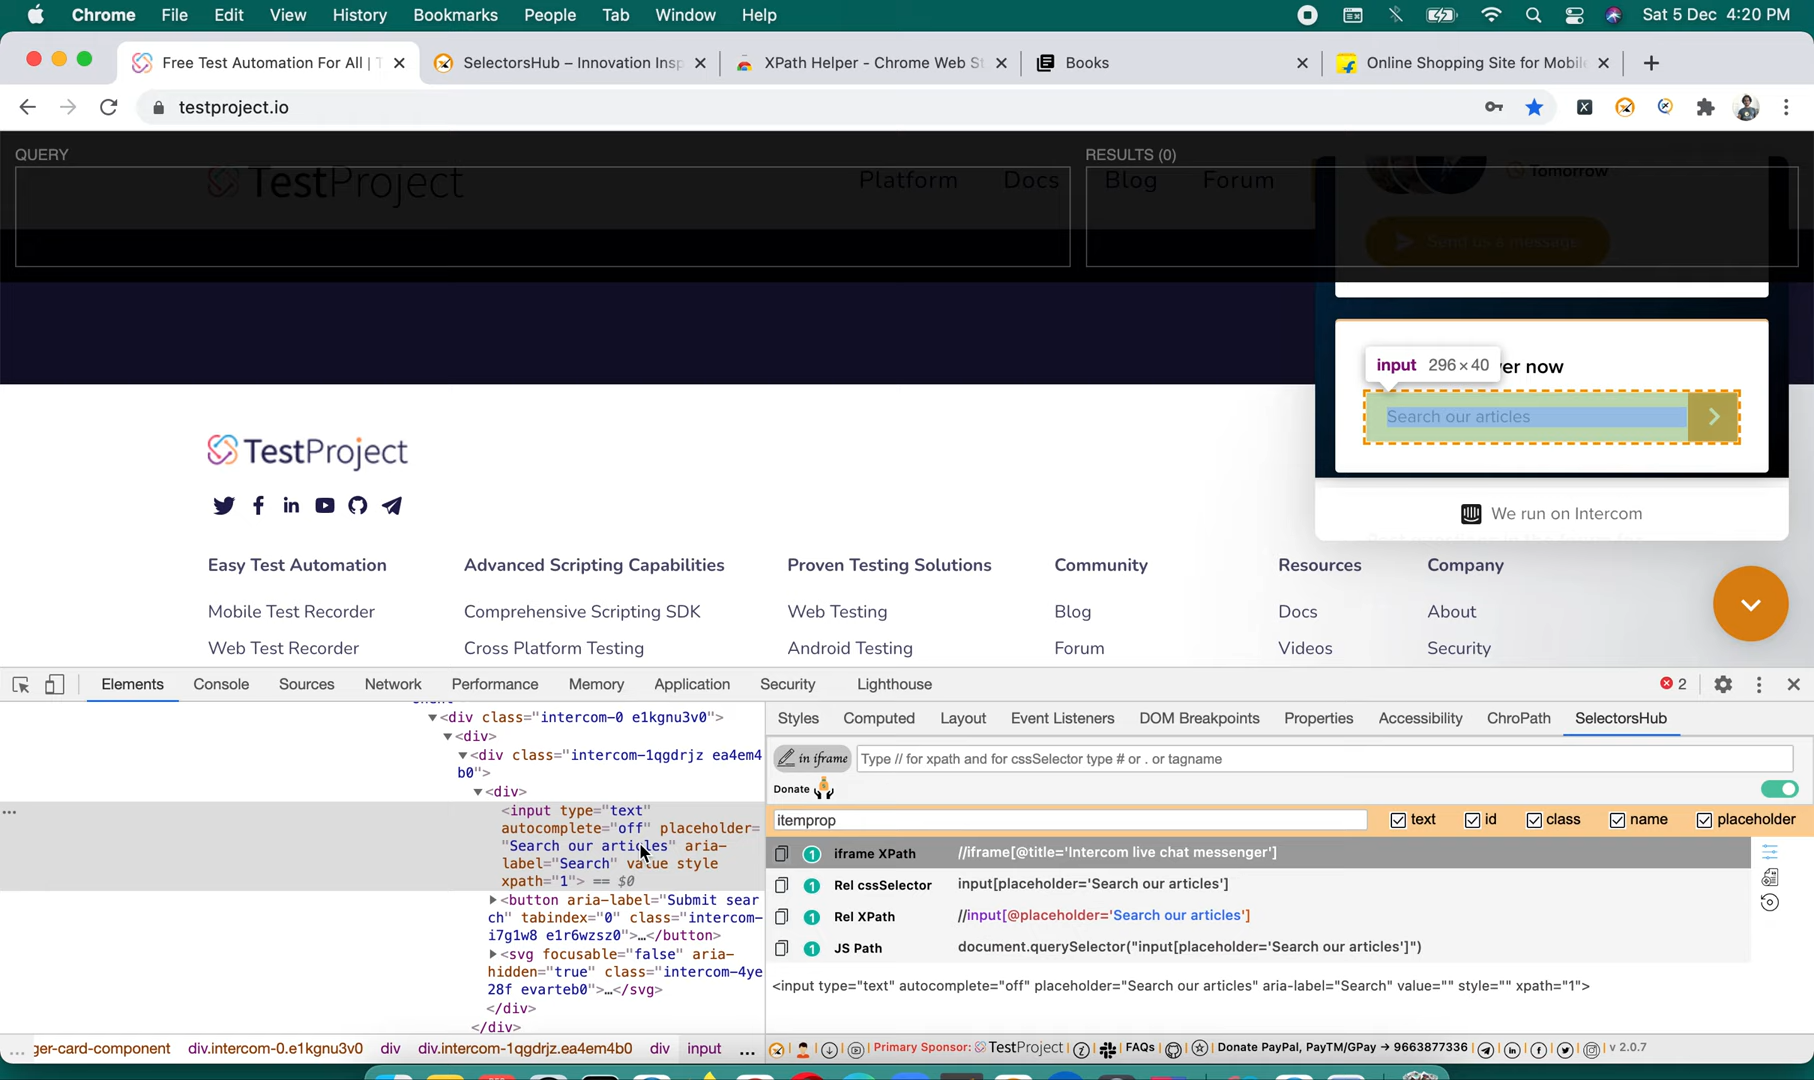 Chrome File Edit View History Bookmarks People Tab Window Help Sat 5 Dec 4:20 PM
Free Test Automation For All | T SelectorsHub – Innovation Insp XPath Helper - Chrome Web St Books Online Shopping Site for Mobile
testproject.io
QUERY RESULTS (0)
TestProject Platform Docs Blog Forum Tomorrow
Send us a message
input 296×40 er now
Search our articles
TestProject
We run on Intercom
Easy Test Automation Advanced Scripting Capabilities Proven Testing Solutions Community Resources Company
Mobile Test Recorder Comprehensive Scripting SDK Web Testing Blog Docs About
Web Test Recorder Cross Platform Testing Android Testing Forum Videos Security
Elements Console Sources Network Performance Memory Application Security Lighthouse 2
▼<div class="intercom-0 e1kgnu3v0">
▼<div>
▼<div class="intercom-1qgdrjz ea4em4
b0">
▼<div>
<input type="text"
autocomplete="off" placeholder=
"Search our articles" aria-
label="Search" value style
xpath="1"> == $0
▶<button aria-label="Submit sear
ch" tabindex="0" class="intercom-
i7g1w8 e1r6wzsz0">…</button>
▶<svg focusable="false" aria-
hidden="true" class="intercom-4ye
28f evarteb0">…</svg>
</div>
</div>
... ger-card-component div.intercom-0.e1kgnu3v0 div div.intercom-1qgdrjz.ea4em4b0 div input ...
Styles Computed Layout Event Listeners DOM Breakpoints Properties Accessibility ChroPath SelectorsHub
in iframe Type // for xpath and for cssSelector type # or . or tagname
Donate
itemprop text id class name placeholder
1 iframe XPath //iframe[@title='Intercom live chat messenger']
1 Rel cssSelector input[placeholder='Search our articles']
1 Rel XPath //input[@placeholder='Search our articles']
1 JS Path document.querySelector("input[placeholder='Search our articles']")
<input type="text" autocomplete="off" placeholder="Search our articles" aria-label="Search" value="" style="" xpath="1">
Primary Sponsor: TestProject | FAQs | Donate PayPal, PayTM/GPay → 9663877336 | v 2.0.7